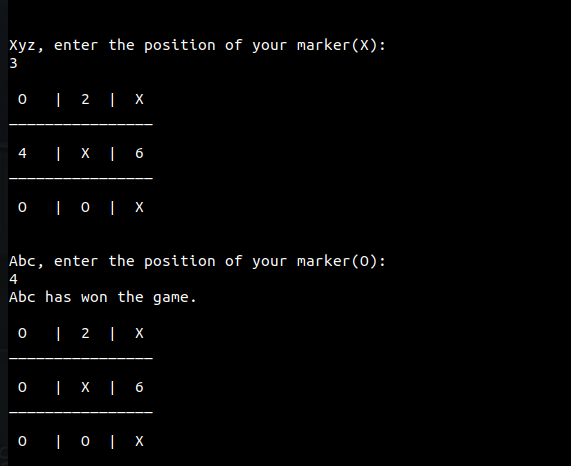 Xyz, enter the position of your marker(X):
3
O | 2 | X
________________
4 | X | 6
________________
O | O | X
Abc, enter the position of your marker(O):
4
Abc has won the game.
O | 2 | X
________________
O | X | 6
________________
O | O | X